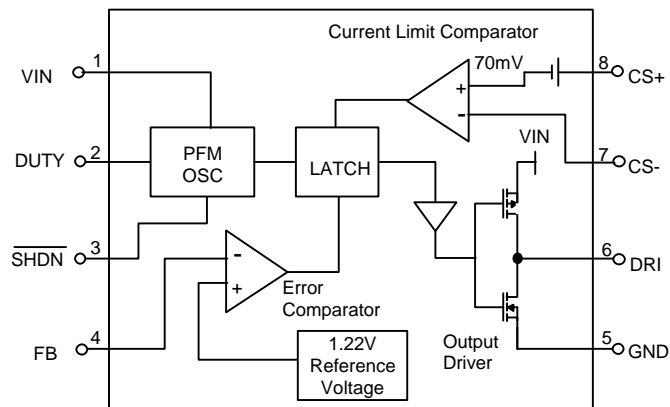 Current Limit Comparator
1
VIN
70mV
8
CS+
+
-
VIN
DUTY
2
PFM
OSC
LATCH
7
CS-
SHDN
3
6
DRI
-
+
Error
Comparator
4
FB
1.22V
Reference
Voltage
Output
Driver
5
GND